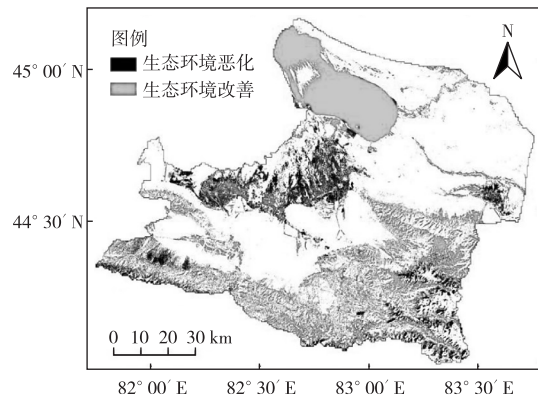 N
图例
生态环境恶化
生态环境改善
45° 00′ N
44° 30′ N
0 10 20 30 km
82° 00′ E 82° 30′ E 83° 00′ E 83° 30′ E